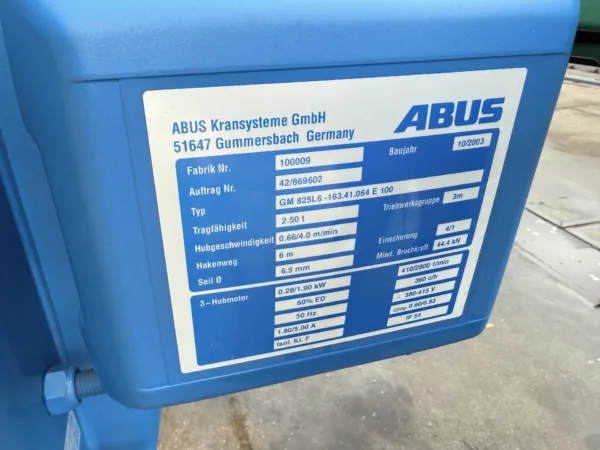 ABUS Kransysteme GmbH
51647 Gummersbach Germany
ABUS
Fabrik Nr. 100009 Baujahr 10/2003
Auftrag Nr. 42/869602
Typ GM 825L6 -163.41.064 E 100
Tragfähigkeit 2.50 t Triebwerksgruppe 3m
Hubgeschwindigkeit 0.66/4.0 m/min
Hakenweg 6 m Einscherung 4/1
Seil Ø 6.5 mm Mind. Bruchkraft 44.4 kN
3~Hubmotor 0.28/1.90 kW 410/2800 1/min
60% ED 360 c/h
50 Hz 380-415 V
1.80/5.00 A cosφ 0.60/0.83
Isol. Kl. F IP 54